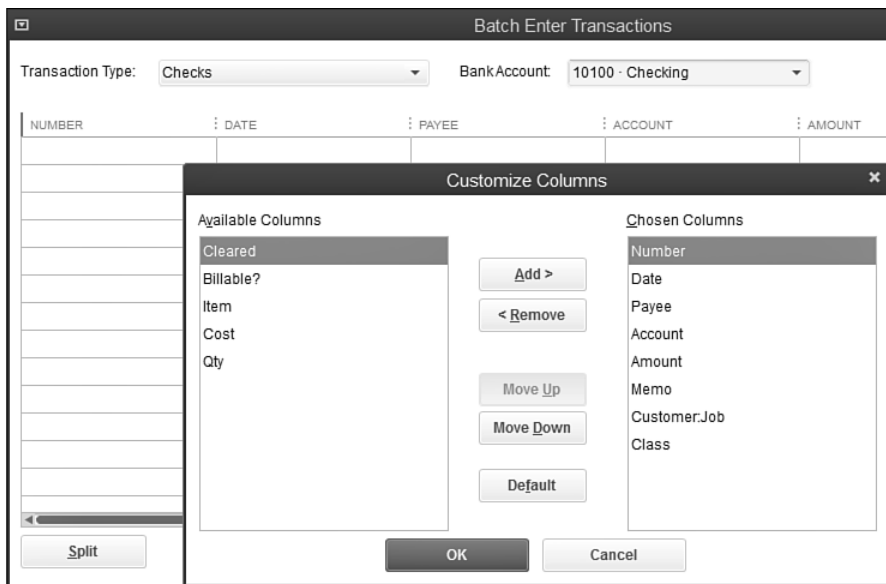 Batch Enter Transactions
Transaction Type: Checks Bank Account: 10100 · Checking
NUMBER DATE PAYEE ACCOUNT AMOUNT
Customize Columns
Available Columns Chosen Columns
Cleared Number
Billable? Add > Date
Item < Remove Payee
Cost Account
Qty Amount
Move Up Memo
Move Down Customer:Job
Class
Default
Split OK Cancel